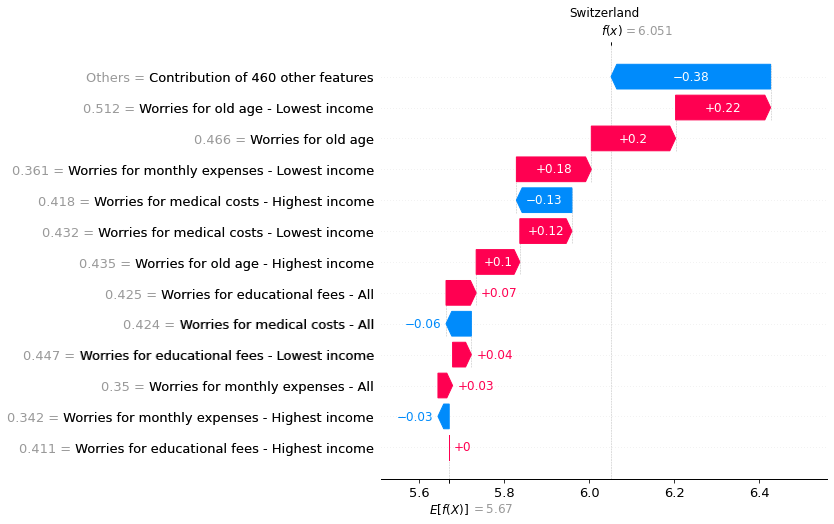 Switzerland
f(x) = 6.051
Others = Contribution of 460 other features −0.38
0.512 = Worries for old age - Lowest income +0.22
0.466 = Worries for old age +0.2
0.361 = Worries for monthly expenses - Lowest income +0.18
0.418 = Worries for medical costs - Highest income −0.13
0.432 = Worries for medical costs - Lowest income +0.12
0.435 = Worries for old age - Highest income +0.1
0.425 = Worries for educational fees - All +0.07
0.424 = Worries for medical costs - All −0.06
0.447 = Worries for educational fees - Lowest income +0.04
0.35 = Worries for monthly expenses - All +0.03
0.342 = Worries for monthly expenses - Highest income −0.03
0.411 = Worries for educational fees - Highest income +0
5.6 5.8 6.0 6.2 6.4
E[f(X)] = 5.67